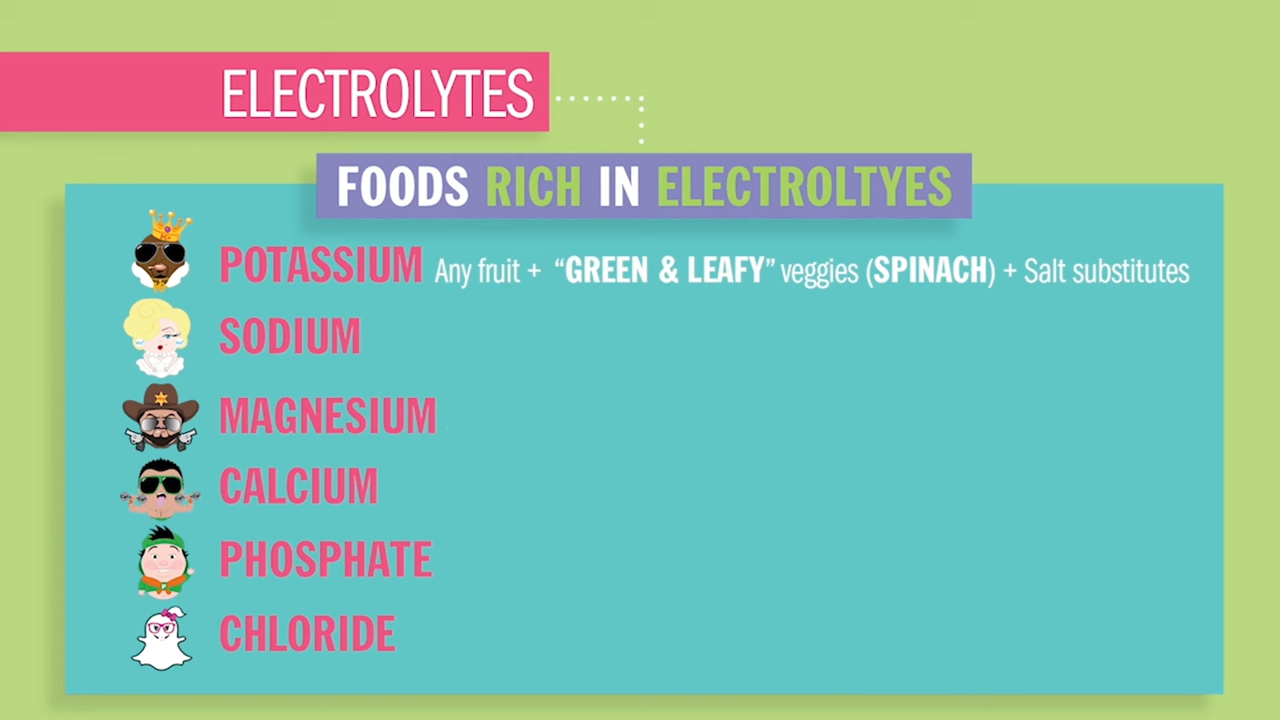 ELECTROLYTES
FOODS RICH IN ELECTROLTYES
POTASSIUM Any fruit + “GREEN & LEAFY” veggies (SPINACH) + Salt substitutes
SODIUM
MAGNESIUM
CALCIUM
PHOSPHATE
CHLORIDE